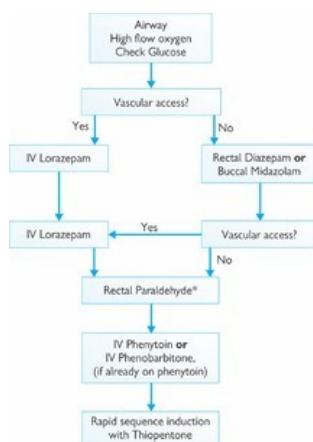 Airway
High flow oxygen
Check Glucose
Vascular access?
Yes
No
IV Lorazepam
Rectal Diazepam or
Buccal Midazolam
Yes
IV Lorazepam
Vascular access?
No
Rectal Paraldehyde*
IV Phenytoin or
IV Phenobarbitone,
(if already on phenytoin)
Rapid sequence induction
with Thiopentone